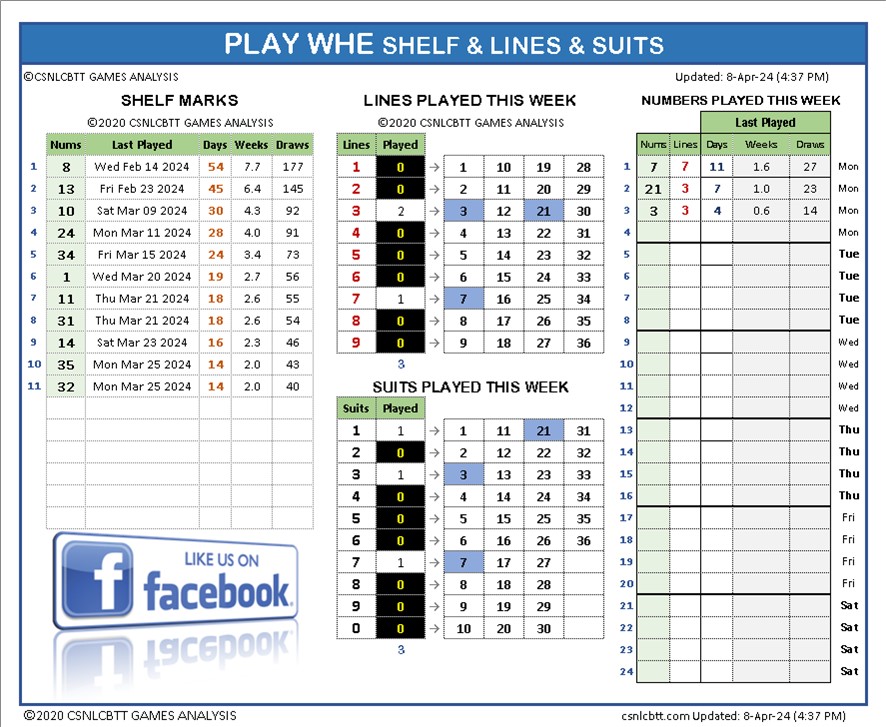 PLAY WHE SHELF & LINES & SUITS
©CSNLCBTT GAMES ANALYSIS
Updated: 8-Apr-24 (4:37 PM)
SHELF MARKS
©2020 CSNLCBTT GAMES ANALYSIS
Nums Last Played Days Weeks Draws
1 8 Wed Feb 14 2024 54 7.7 177
2 13 Fri Feb 23 2024 45 6.4 145
3 10 Sat Mar 09 2024 30 4.3 92
4 24 Mon Mar 11 2024 28 4.0 91
5 34 Fri Mar 15 2024 24 3.4 73
6 1 Wed Mar 20 2024 19 2.7 56
7 11 Thu Mar 21 2024 18 2.6 55
8 31 Thu Mar 21 2024 18 2.6 54
9 14 Sat Mar 23 2024 16 2.3 46
10 35 Mon Mar 25 2024 14 2.0 43
11 32 Mon Mar 25 2024 14 2.0 40
LIKE US ON
facebook.
LINES PLAYED THIS WEEK
©2020 CSNLCBTT GAMES ANALYSIS
Lines Played
1 0 → 1 10 19 28
2 0 → 2 11 20 29
3 2 → 3 12 21 30
4 0 → 4 13 22 31
5 0 → 5 14 23 32
6 0 → 6 15 24 33
7 1 → 7 16 25 34
8 0 → 8 17 26 35
9 0 → 9 18 27 36
3
SUITS PLAYED THIS WEEK
Suits Played
1 1 → 1 11 21 31
2 0 → 2 12 22 32
3 1 → 3 13 23 33
4 0 → 4 14 24 34
5 0 → 5 15 25 35
6 0 → 6 16 26 36
7 1 → 7 17 27
8 0 → 8 18 28
9 0 → 9 19 29
0 0 → 10 20 30
3
NUMBERS PLAYED THIS WEEK
Last Played
Nums Lines Days Weeks Draws
1 7 7 11 1.6 27 Mon
2 21 3 7 1.0 23 Mon
3 3 3 4 0.6 14 Mon
4 Mon
5 Tue
6 Tue
7 Tue
8 Tue
9 Wed
10 Wed
11 Wed
12 Wed
13 Thu
14 Thu
15 Thu
16 Thu
17 Fri
18 Fri
19 Fri
20 Fri
21 Sat
22 Sat
23 Sat
24 Sat
©2020 CSNLCBTT GAMES ANALYSIS
csnlcbtt.com Updated: 8-Apr-24 (4:37 PM)